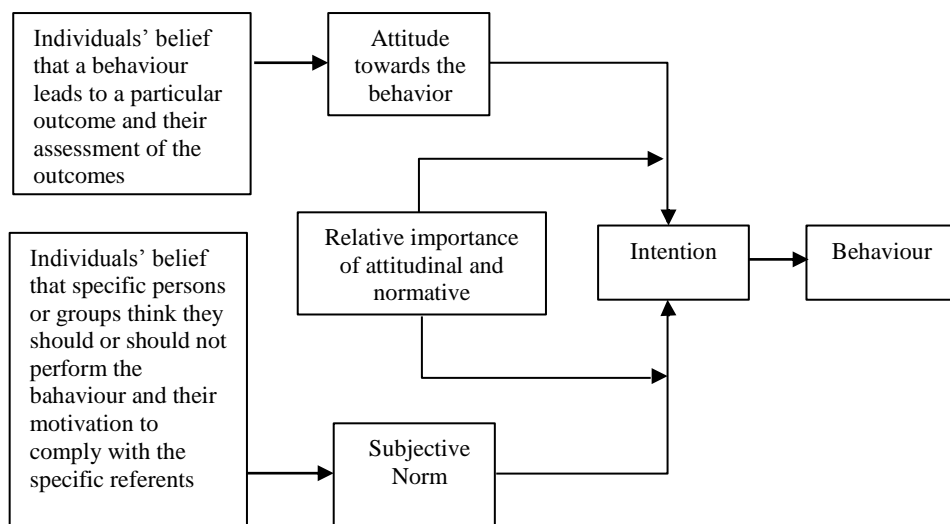 Individuals’ belief
that a behaviour
leads to a particular
outcome and their
assessment of the
outcomes
Attitude
towards the
behavior
Relative importance
of attitudinal and
normative
Intention
Behaviour
Individuals’ belief
that specific persons
or groups think they
should or should not
perform the
bahaviour and their
motivation to
comply with the
specific referents
Subjective
Norm